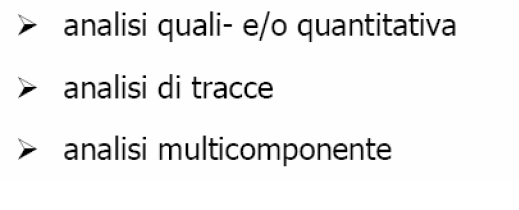 ➢ analisi quali- e/o quantitativa
➢ analisi di tracce
➢ analisi multicomponente